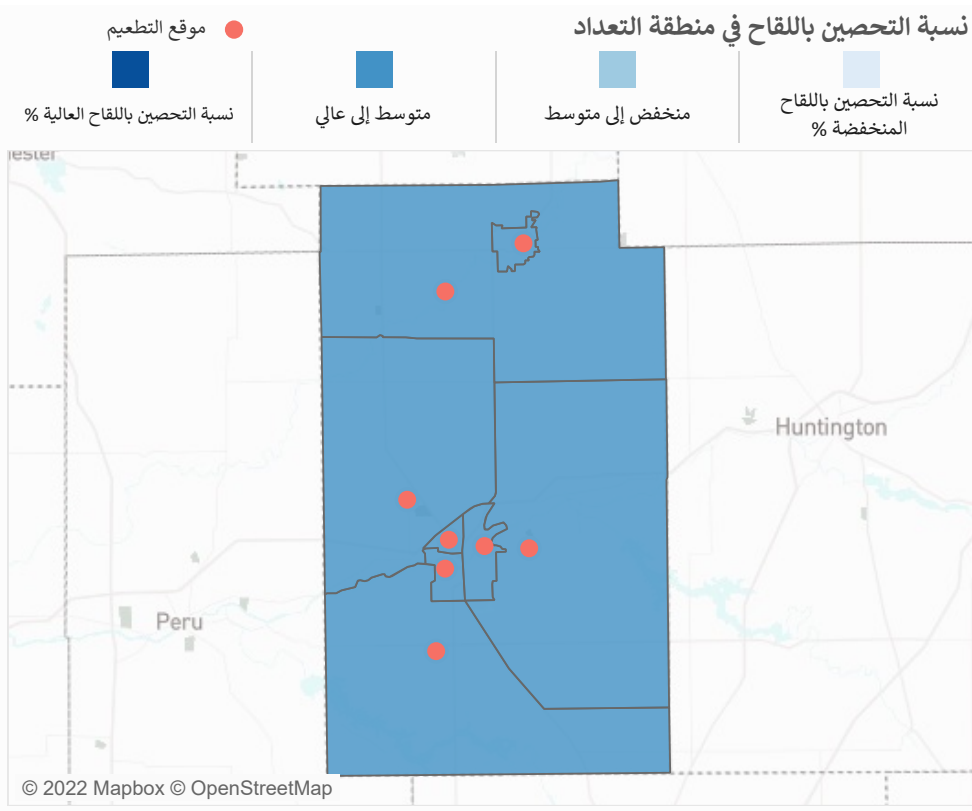 نسبة التحصين باللقاح في منطقة التعداد
موقع التطعيم
نسبة التحصين باللقاح
المنخفضة %
منخفض إلى متوسط
متوسط إلى عالي
نسبة التحصين باللقاح العالية %
Huntington
Peru
© 2022 Mapbox © OpenStreetMap